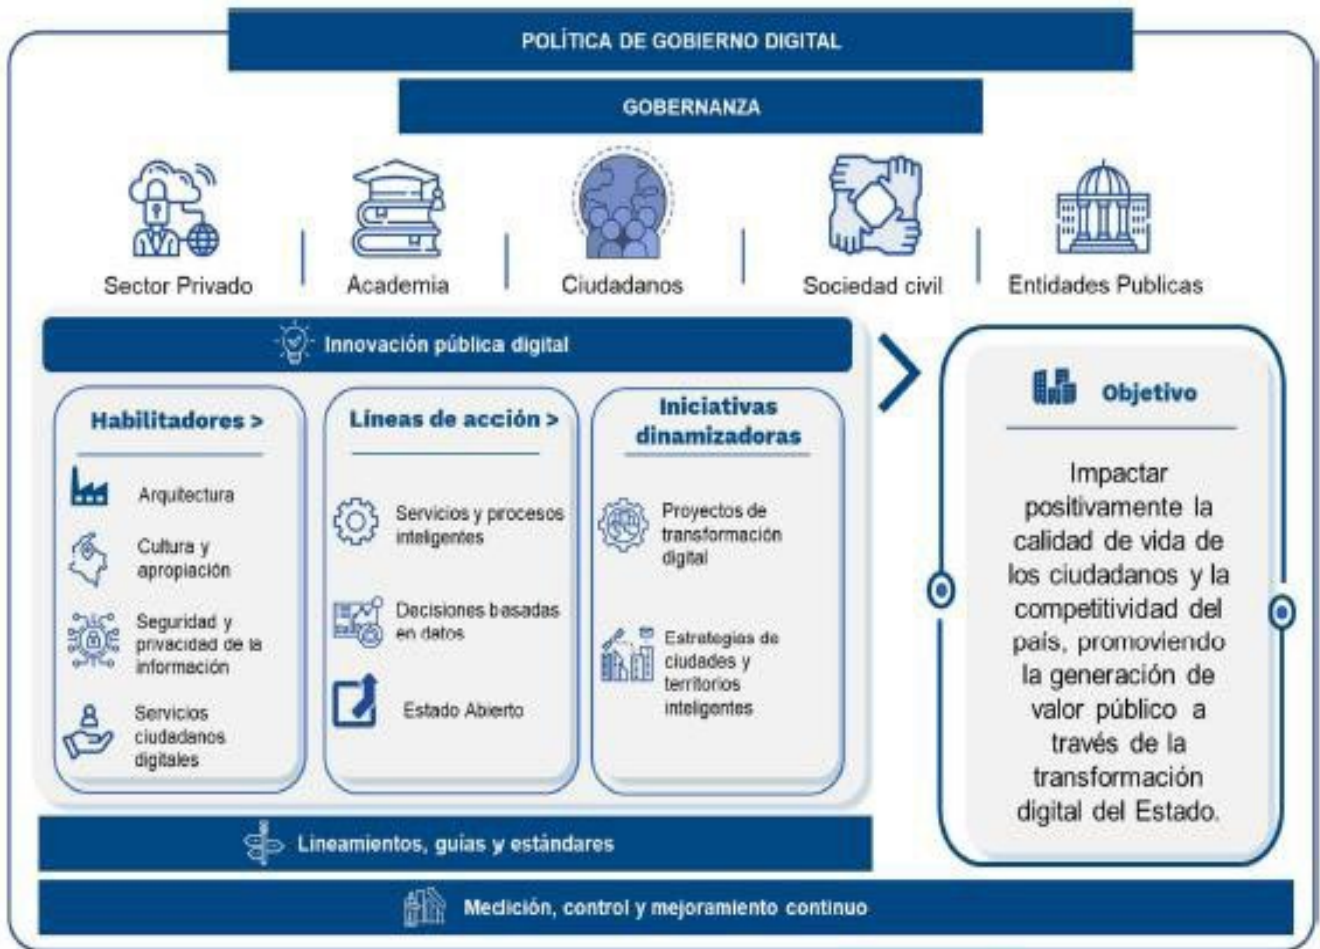 POLÍTICA DE GOBIERNO DIGITAL
GOBERNANZA
Sector Privado
Academia
Ciudadanos
Sociedad civil
Entidades Publicas
Innovación pública digital
Habilitadores >
Arquitectura
Cultura y
apropiación
Seguridad y
privacidad de la
información
Servicios
ciudadanos
digitales
Líneas de acción >
Servicios y procesos
inteligentes
Decisiones basadas
en datos
Estado Abierto
Iniciativas
dinamizadoras
Proyectos de
transformación
digital
Estrategias de
ciudades y
territorios
inteligentes
Objetivo
Impactar
positivamente la
calidad de vida de
los ciudadanos y la
competitividad del
país, promoviendo
la generación de
valor público a
través de la
transformación
digital del Estado.
Lineamientos, guías y estándares
Medición, control y mejoramiento continuo